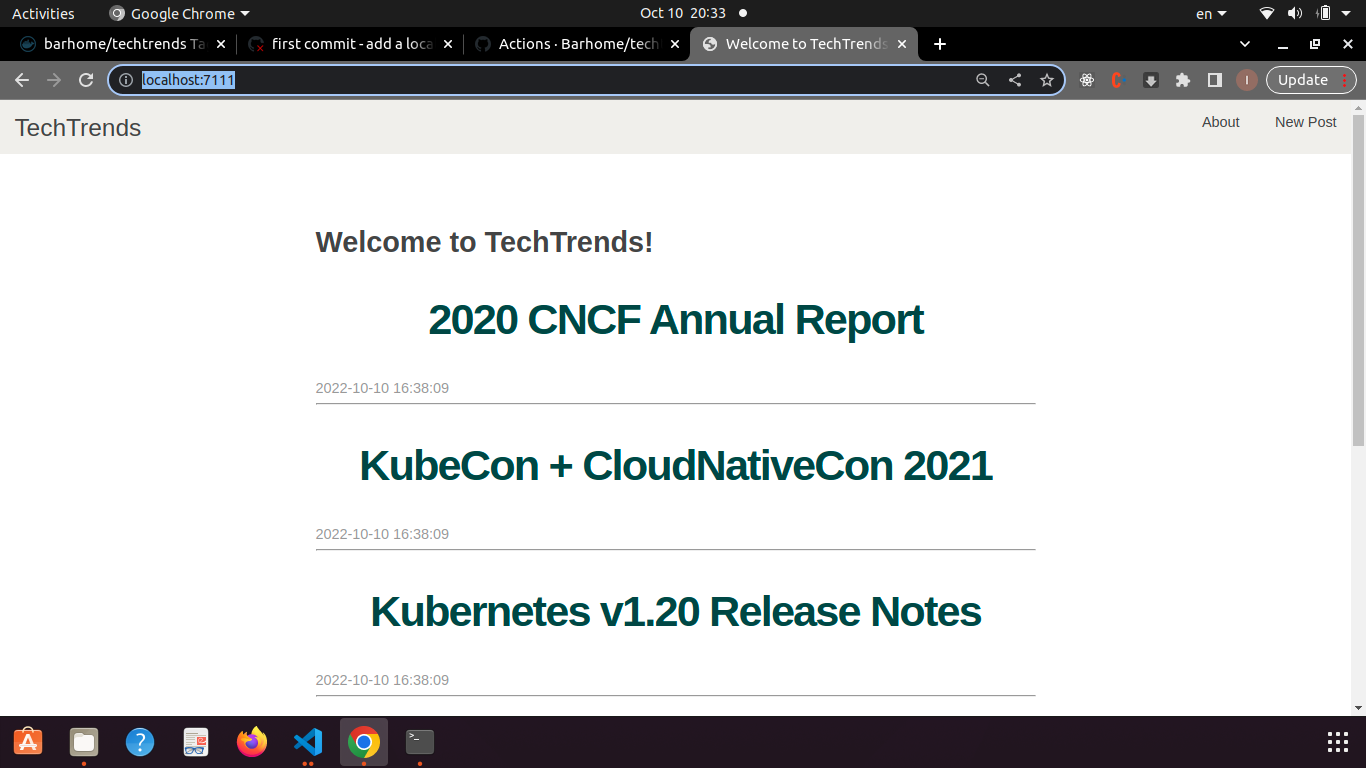 Activities Google Chrome Oct 10 20:33 en
barhome/techtrends Ta first commit - add a loca Actions · Barhome/tech Welcome to TechTrends
localhost:7111 I Update
TechTrends About New Post
Welcome to TechTrends!
2020 CNCF Annual Report
2022-10-10 16:38:09
KubeCon + CloudNativeCon 2021
2022-10-10 16:38:09
Kubernetes v1.20 Release Notes
2022-10-10 16:38:09